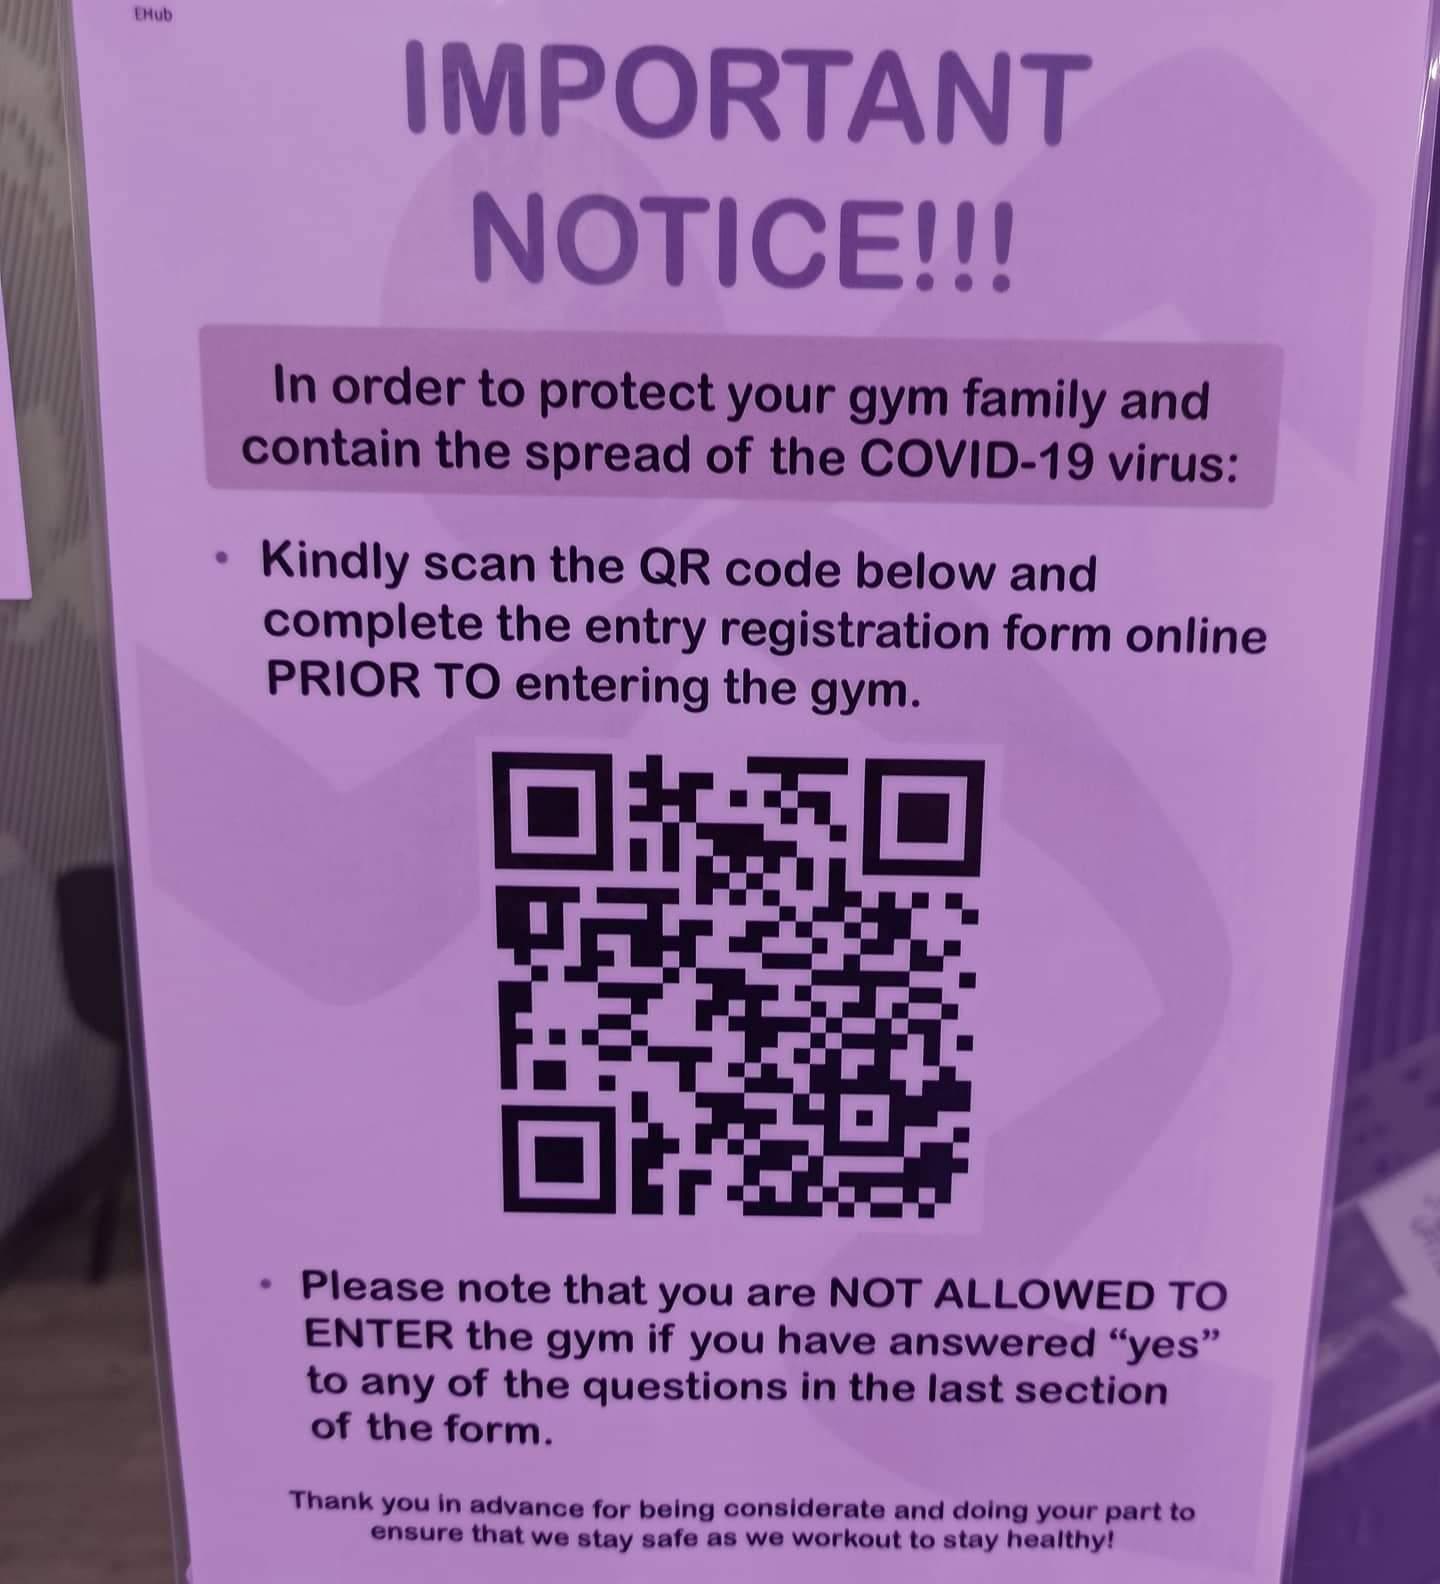 EHub
IMPORTANT
NOTICE!!!
In order to protect your gym family and
contain the spread of the COVID-19 virus:
• Kindly scan the QR code below and
complete the entry registration form online
PRIOR TO entering the gym.
• Please note that you are NOT ALLOWED TO
ENTER the gym if you have answered “yes”
to any of the questions in the last section
of the form.
Thank you in advance for being considerate and doing your part to
ensure that we stay safe as we workout to stay healthy!